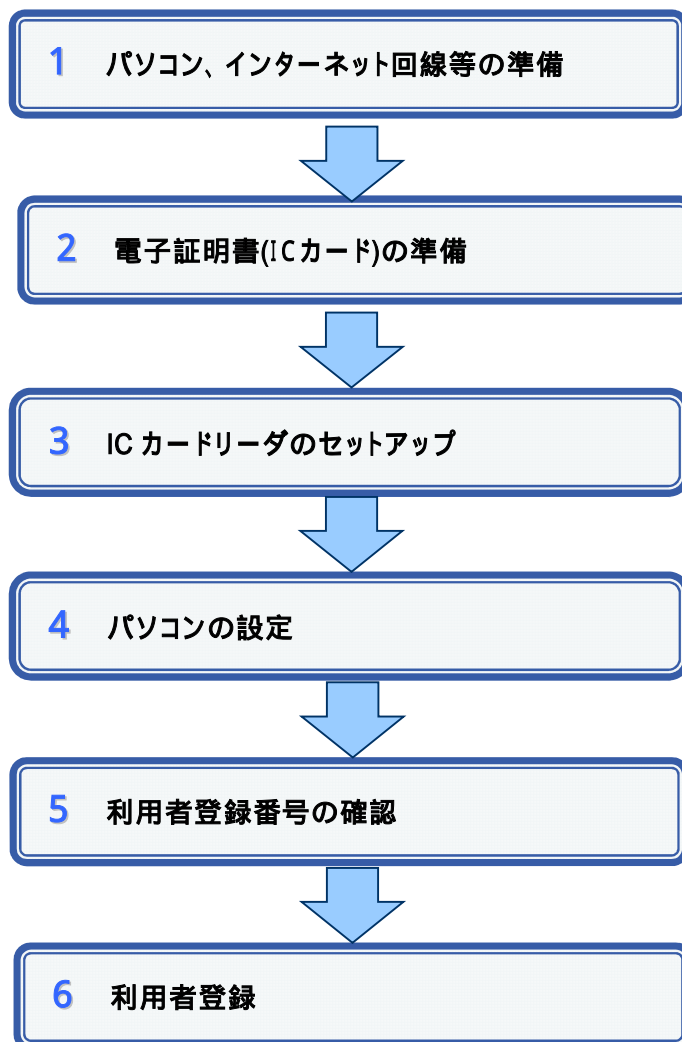 1 パソコン、インターネット回線等の準備
2 電子証明書(ICカード)の準備
3 IC カードリーダのセットアップ
4 パソコンの設定
5 利用者登録番号の確認
6 利用者登録